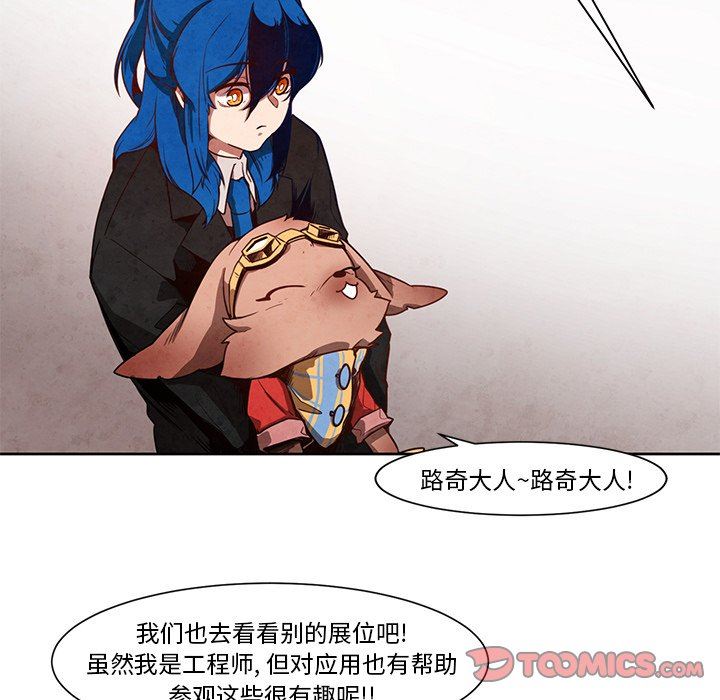 路奇大人~路奇大人!
我们也去看看别的展位吧!
虽然我是工程师, 但对应用也有帮助
参观这些很有趣呢!!
TOOMICS.COM